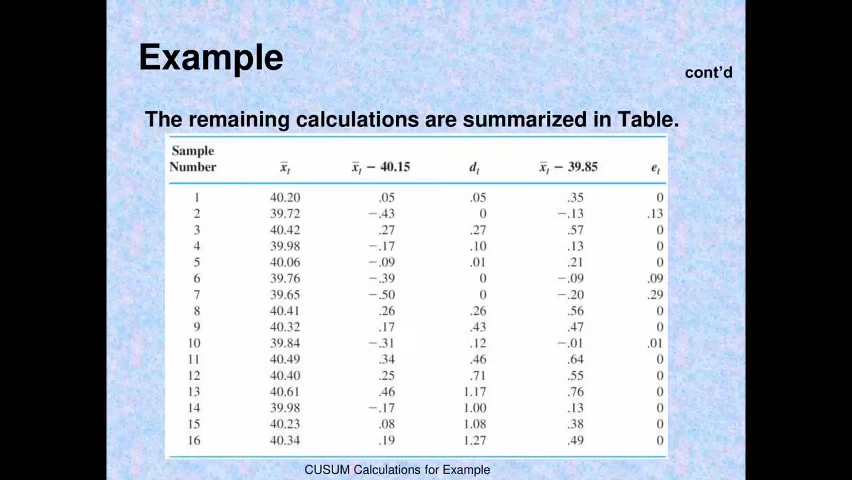 Example
cont’d
The remaining calculations are summarized in Table.
Sample
Number x̄ₗ x̄ₗ − 40.15 dₗ x̄ₗ − 39.85 eₗ
1 40.20 .05 .05 .35 0
2 39.72 −.43 0 −.13 .13
3 40.42 .27 .27 .57 0
4 39.98 −.17 .10 .13 0
5 40.06 −.09 .01 .21 0
6 39.76 −.39 0 −.09 .09
7 39.65 −.50 0 −.20 .29
8 40.41 .26 .26 .56 0
9 40.32 .17 .43 .47 0
10 39.84 −.31 .12 −.01 .01
11 40.49 .34 .46 .64 0
12 40.40 .25 .71 .55 0
13 40.61 .46 1.17 .76 0
14 39.98 −.17 1.00 .13 0
15 40.23 .08 1.08 .38 0
16 40.34 .19 1.27 .49 0
CUSUM Calculations for Example